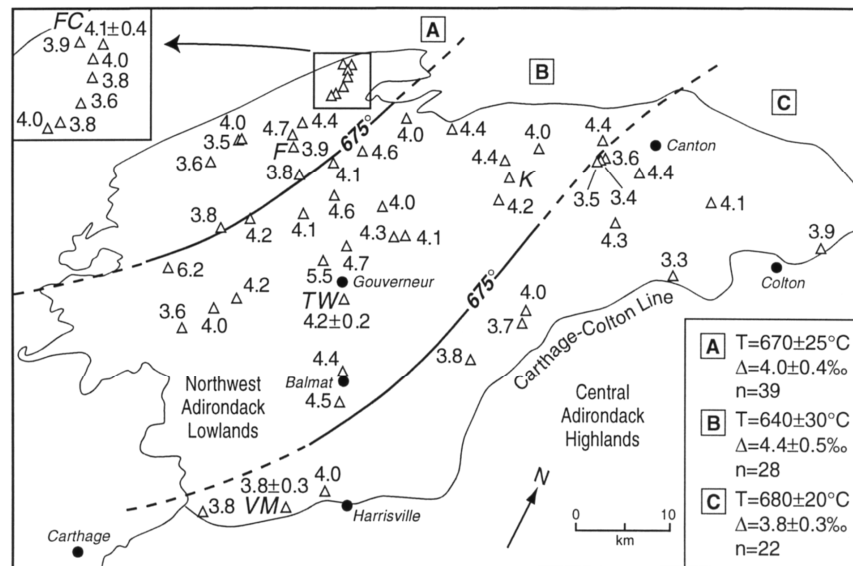 FC
4.1±0.4
3.9
4.0
3.8
3.6
4.0
3.8
A
B
C
4.0
4.7
4.4
675°
4.0
4.4
4.0
4.4
Canton
3.5
F
3.9
4.6
4.4
3.6
3.6
3.8
4.1
K
3.5
3.4
4.4
4.6
4.0
4.2
4.1
3.8
4.2
4.1
4.3
4.1
4.3
3.9
6.2
5.5
4.7
Gouverneur
675°
3.3
Colton
4.2
TW
4.0
3.6
4.0
4.2±0.2
3.7
Carthage-Colton Line
4.4
3.8
Balmat
4.5
Northwest
Adirondack
Lowlands
Central
Adirondack
Highlands
A T=670±25°C
Δ=4.0±0.4‰
n=39
B T=640±30°C
Δ=4.4±0.5‰
n=28
C T=680±20°C
Δ=3.8±0.3‰
n=22
3.8±0.3
4.0
3.8
VM
Harrisville
N
0 10
km
Carthage